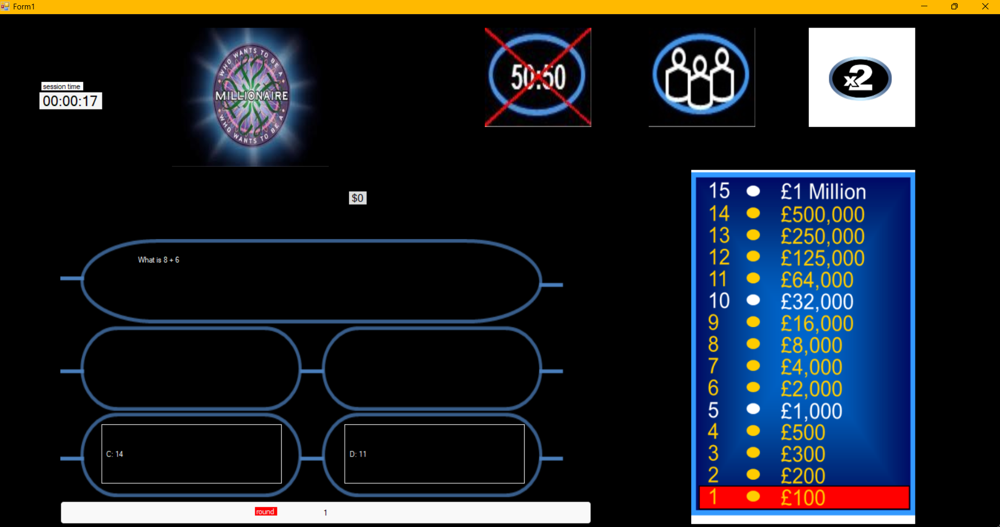 Form1
WHO WANTS TO BE A
MILLIONAIRE
WHO WANTS TO BE A
50:50
x2
session time
00:00:17
$0
What is 8 + 6
C: 14
D: 11
round 1
15 £1 Million
14 £500,000
13 £250,000
12 £125,000
11 £64,000
10 £32,000
9 £16,000
8 £8,000
7 £4,000
6 £2,000
5 £1,000
4 £500
3 £300
2 £200
1 £100